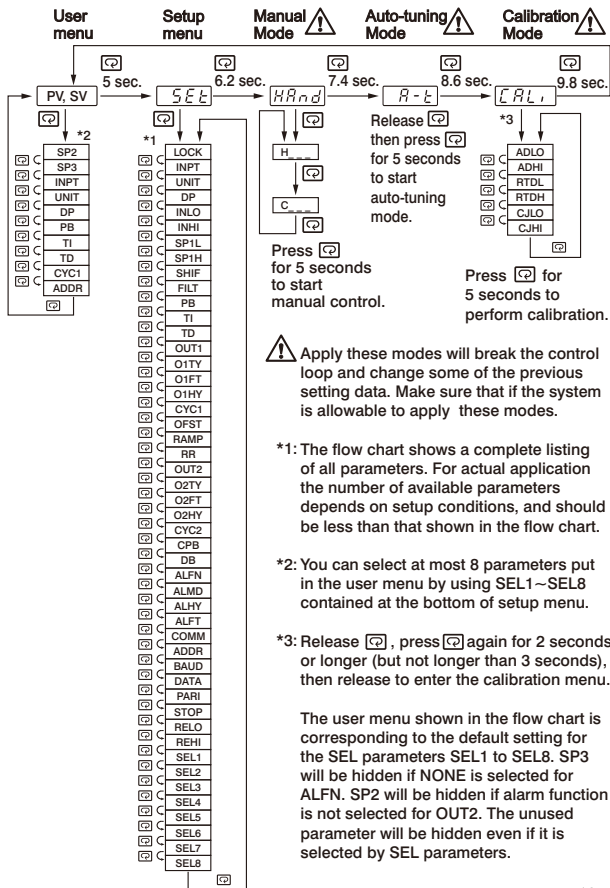 User menu
Setup menu
Manual Mode
Auto-tuning Mode
Calibration Mode
5 sec.
6.2 sec.
7.4 sec.
8.6 sec.
9.8 sec.
PV, SV
SEt
HAnd
A-t
CALi
*2
SP2
SP3
INPT
UNIT
DP
PB
TI
TD
CYC1
ADDR
*1
LOCK
INPT
UNIT
DP
INLO
INHI
SP1L
SP1H
SHIF
FILT
PB
TI
TD
OUT1
O1TY
O1FT
O1HY
CYC1
OFST
RAMP
RR
OUT2
O2TY
O2FT
O2HY
CYC2
CPB
DB
ALFN
ALMD
ALHY
ALFT
COMM
ADDR
BAUD
DATA
PARI
STOP
RELO
REHI
SEL1
SEL2
SEL3
SEL4
SEL5
SEL6
SEL7
SEL8
H_ _ _
C_ _ _
Press
for 5 seconds
to start
manual control.
Release
then press
for 5 seconds
to start
auto-tuning
mode.
*3
ADLO
ADHI
RTDL
RTDH
CJLO
CJHI
Press for
5 seconds to
perform calibration.
Apply these modes will break the control
loop and change some of the previous
setting data. Make sure that if the system
is allowable to apply these modes.
*1: The flow chart shows a complete listing
of all parameters. For actual application
the number of available parameters
depends on setup conditions, and should
be less than that shown in the flow chart.
*2: You can select at most 8 parameters put
in the user menu by using SEL1~SEL8
contained at the bottom of setup menu.
*3: Release , press again for 2 seconds
or longer (but not longer than 3 seconds),
then release to enter the calibration menu.
The user menu shown in the flow chart is
corresponding to the default setting for
the SEL parameters SEL1 to SEL8. SP3
will be hidden if NONE is selected for
ALFN. SP2 will be hidden if alarm function
is not selected for OUT2. The unused
parameter will be hidden even if it is
selected by SEL parameters.